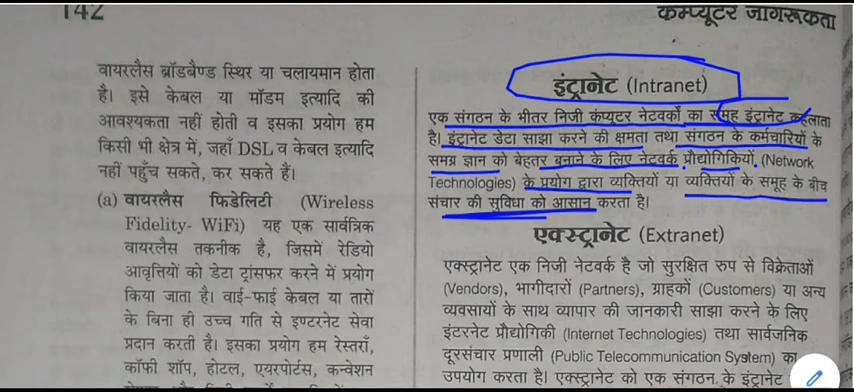 142
कम्प्यूटर जागरूकता
वायरलैस ब्रॉडबैण्ड स्थिर या चलायमान होता
है। इसे केबल या मॉडम इत्यादि की
आवश्यकता नहीं होती व इसका प्रयोग हम
किसी भी क्षेत्र में, जहाँ DSL व केबल इत्यादि
नहीं पहुँच सकते, कर सकते हैं।
(a) वायरलैस फिडेलिटी (Wireless
Fidelity- WiFi) यह एक सार्वत्रिक
वायरलैस तकनीक है, जिसमें रेडियो
आवृत्तियों को डेटा ट्रांसफर करने में प्रयोग
किया जाता है। वाई-फाई केबल या तारों
के बिना ही उच्च गति से इण्टरनेट सेवा
प्रदान करती है। इसका प्रयोग हम रेस्तराँ,
कॉफी शॉप, होटल, एयरपोर्टस, कन्वेशन
इंट्रानेट (Intranet)
एक संगठन के भीतर निजी कंप्यूटर नेटवर्कों का समूह इंट्रानेट कहलाता
है। इंट्रानेट डेटा साझा करने की क्षमता तथा संगठन के कर्मचारियों के
समग्र ज्ञान को बेहतर बनाने के लिए नेटवर्क प्रौद्योगिकियों (Network
Technologies) के प्रयोग द्वारा व्यक्तियों या व्यक्तियों के समूह के बीच
संचार की सुविधा को आसान करता है।
एक्स्ट्रानेट (Extranet)
एक्स्ट्रानेट एक निजी नेटवर्क है जो सुरक्षित रुप से विक्रेताओं
(Vendors), भागीदारों (Partners), ग्राहकों (Customers) या अन्य
व्यवसायों के साथ व्यापार की जानकारी साझा करने के लिए
इंटरनेट प्रौद्योगिकी (Internet Technologies) तथा सार्वजनिक
दूरसंचार प्रणाली (Public Telecommunication System) का
उपयोग करता है। एक्स्ट्रानेट को एक संगठन के इंट्रानेट